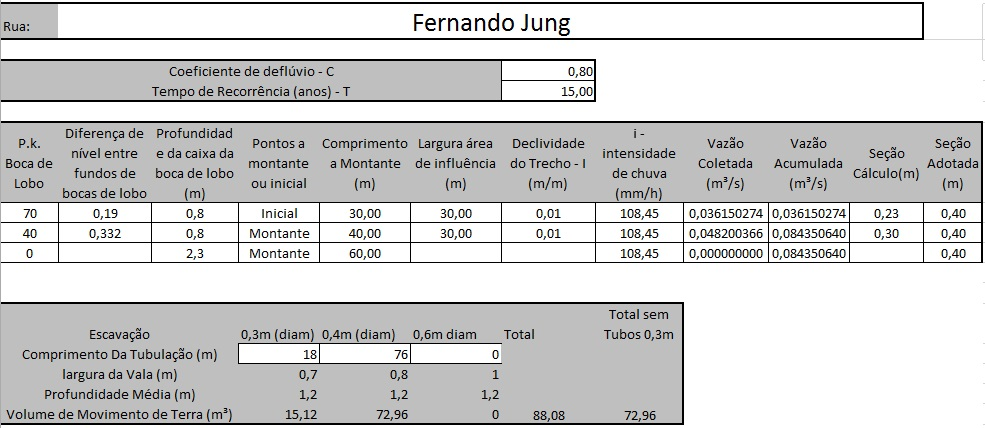 Rua: Fernando Jung
Coeficiente de deflúvio - C 0,80
Tempo de Recorrência (anos) - T 15,00
P.k. Boca de Lobo Diferença de nível entre fundos de bocas de lobo Profundidad e da caixa da boca de lobo (m) Pontos a montante ou inicial Comprimento a Montante (m) Largura área de influência (m) Declividade do Trecho - I (m/m) i - intensidade de chuva (mm/h) Vazão Coletada (m³/s) Vazão Acumulada (m³/s) Seção Cálculo(m) Seção Adotada (m)
70 0,19 0,8 Inicial 30,00 30,00 0,01 108,45 0,036150274 0,036150274 0,23 0,40
40 0,332 0,8 Montante 40,00 30,00 0,01 108,45 0,048200366 0,084350640 0,30 0,40
0 2,3 Montante 60,00 108,45 0,000000000 0,084350640 0,40
Escavação 0,3m (diam) 0,4m (diam) 0,6m diam Total Total sem Tubos 0,3m
Comprimento Da Tubulação (m) 18 76 0
largura da Vala (m) 0,7 0,8 1
Profundidade Média (m) 1,2 1,2 1,2
Volume de Movimento de Terra (m³) 15,12 72,96 0 88,08 72,96